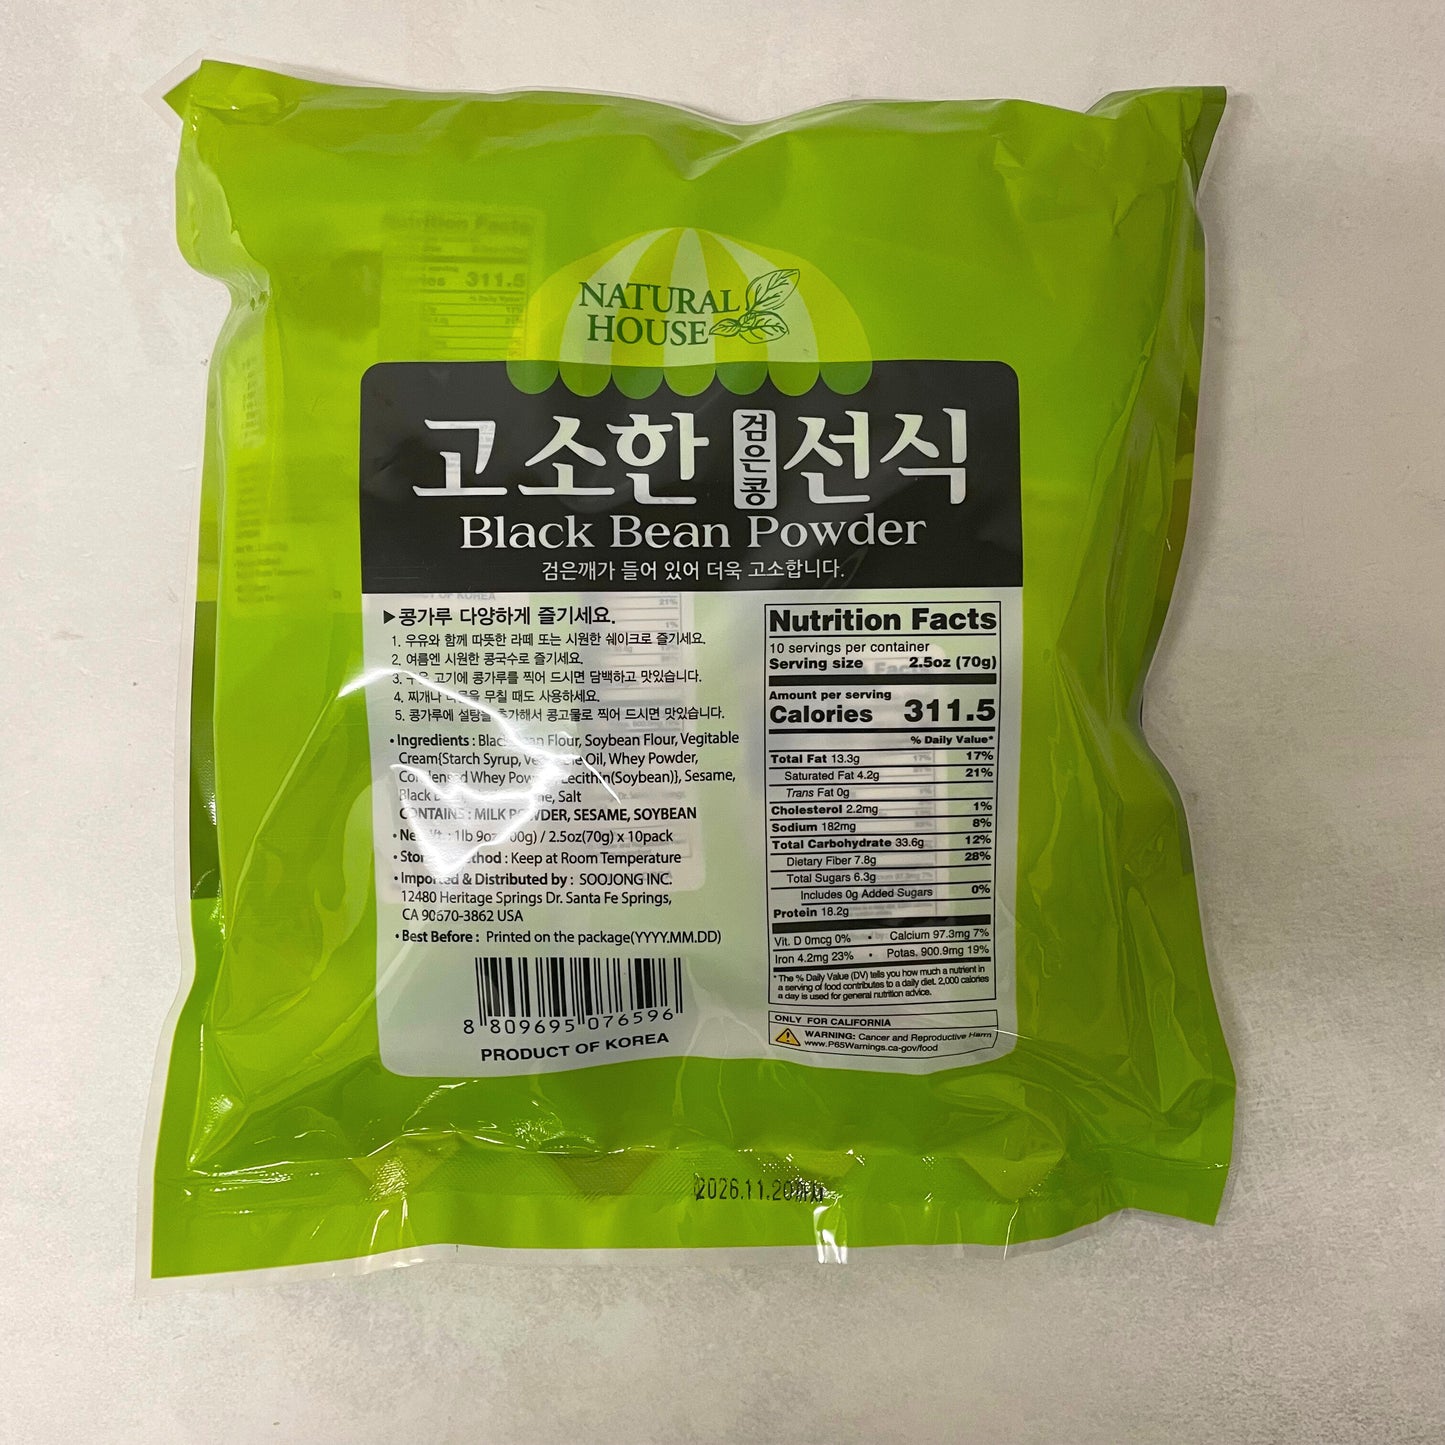 NATURAL
HOUSE
고소한 검은콩 선식
Black Bean Powder
검은깨가 들어 있어 더욱 고소합니다.
▶콩가루 다양하게 즐기세요.
1. 우유와 함께 따뜻한 라떼 또는 시원한 쉐이크로 즐기세요.
2. 여름엔 시원한 콩국수로 즐기세요.
3. 고기에 콩가루를 찍어 드시면 담백하고 맛있습니다.
4. 찌개나 무칠 때도 사용하세요.
5. 콩가루에 설탕을 추가해서 콩고물로 찍어 드시면 맛있습니다.
• Ingredients : Black Bean Flour, Soybean Flour, Vegitable
Cream{Starch Syrup, Vegetable Oil, Whey Powder,
Condensed Whey Powder, Lecithin(Soybean)}, Sesame,
Black Salt
CONTAINS : MILK POWDER, SESAME, SOYBEAN
• Net Wt. : 1lb 9oz / 2.5oz(70g) x 10pack
• Storage Method : Keep at Room Temperature
• Imported & Distributed by : SOOJONG INC.
12480 Heritage Springs Dr. Santa Fe Springs,
CA 90670-3862 USA
• Best Before : Printed on the package(YYYY.MM.DD)
8 809695 076596
PRODUCT OF KOREA
Nutrition Facts
10 servings per container
Serving size 2.5oz (70g)
Amount per serving
Calories 311.5
% Daily Value*
Total Fat 13.3g 17%
Saturated Fat 4.2g 21%
Trans Fat 0g
Cholesterol 2.2mg 1%
Sodium 182mg 8%
Total Carbohydrate 33.6g 12%
Dietary Fiber 7.8g 28%
Total Sugars 6.3g
Includes 0g Added Sugars 0%
Protein 18.2g
Vit. D 0mcg 0% • Calcium 97.3mg 7%
Iron 4.2mg 23% • Potas. 900.9mg 19%
* The % Daily Value (DV) tells you how much a nutrient in
a serving of food contributes to a daily diet. 2,000 calories
a day is used for general nutrition advice.
ONLY FOR CALIFORNIA
WARNING: Cancer and Reproductive Harm
www.P65Warnings.ca-gov/food
2026.11.20까지